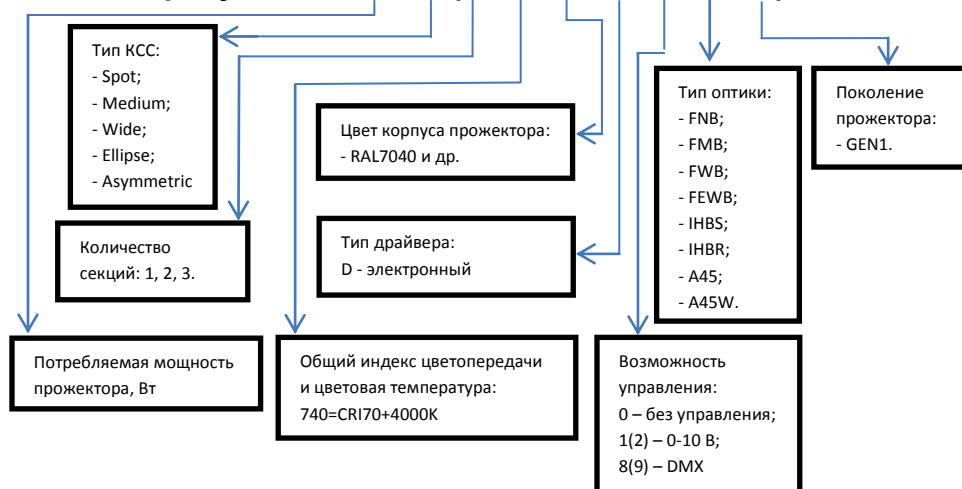 Тип КСС:
- Spot;
- Medium;
- Wide;
- Ellipse;
- Asymmetric
Количество
секций: 1, 2, 3.
Потребляемая мощность
прожектора, Вт
Цвет корпуса прожектора:
- RAL7040 и др.
Тип драйвера:
D - электронный
Общий индекс цветопередачи
и цветовая температура:
740=CRI70+4000K
Тип оптики:
- FNB;
- FMB;
- FWB;
- FEWB;
- IHBS;
- IHBR;
- A45;
- A45W.
Возможность
управления:
0 – без управления;
1(2) – 0-10 В;
8(9) – DMX
Поколение
прожектора:
- GEN1.